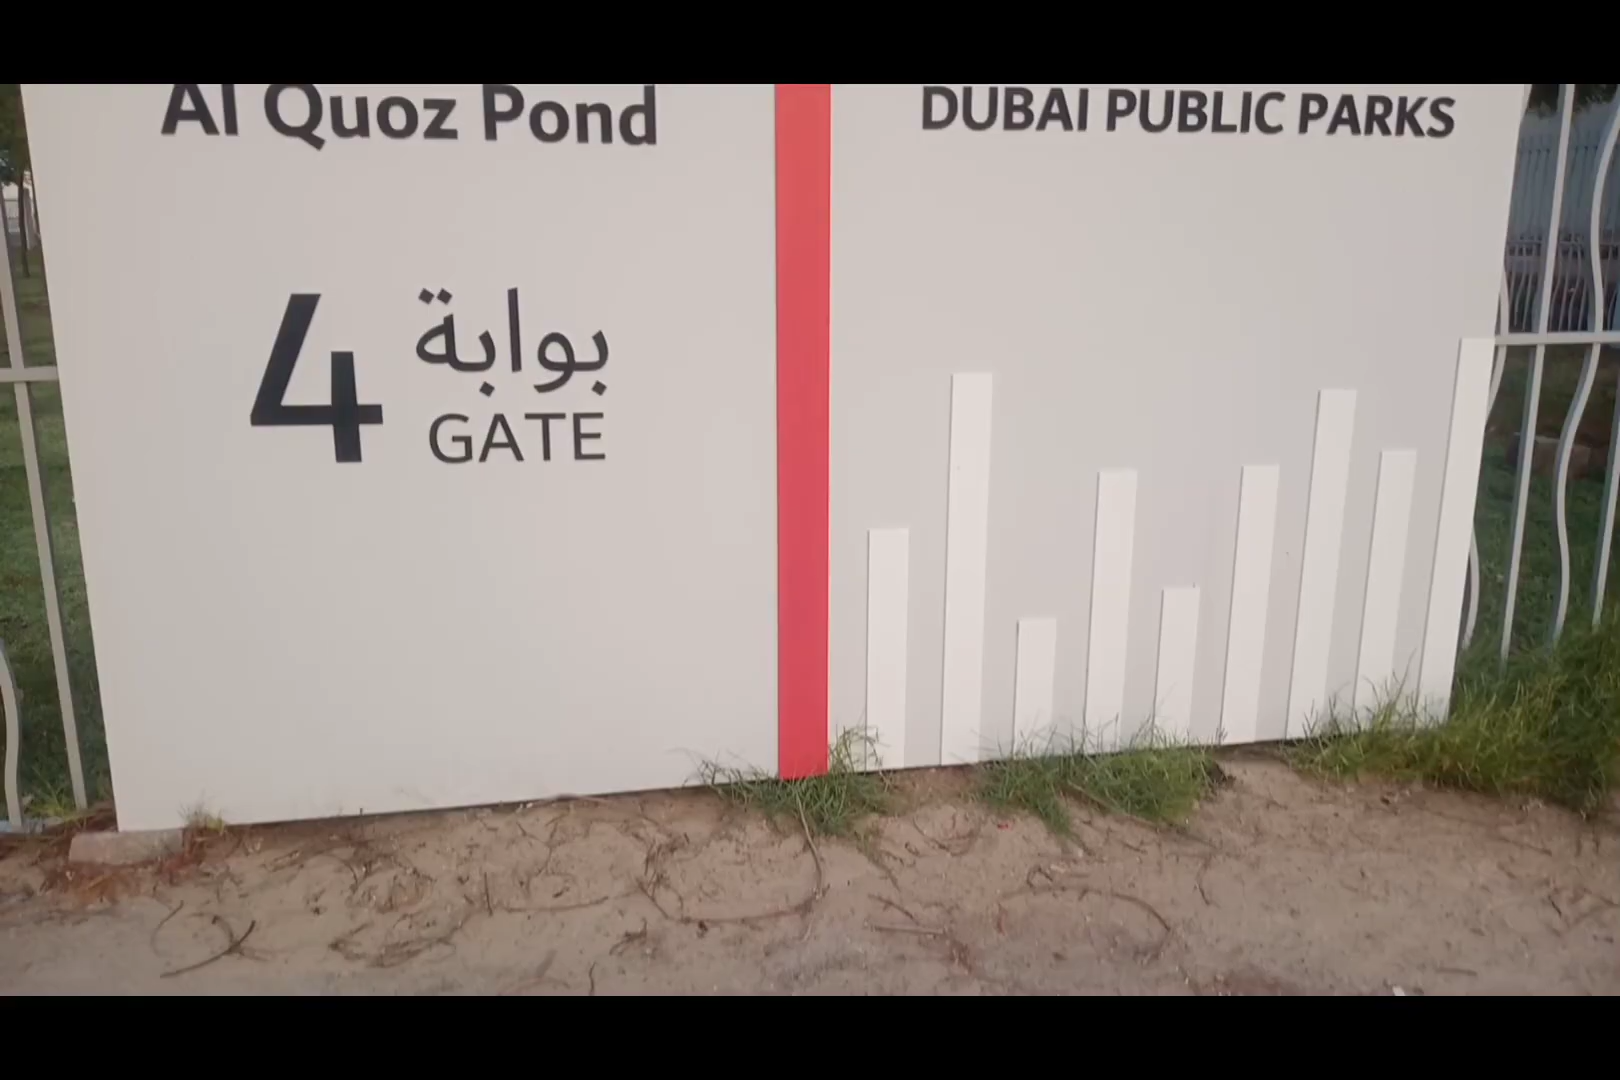 Al Quoz Pond
4 بوابة
GATE
DUBAI PUBLIC PARKS